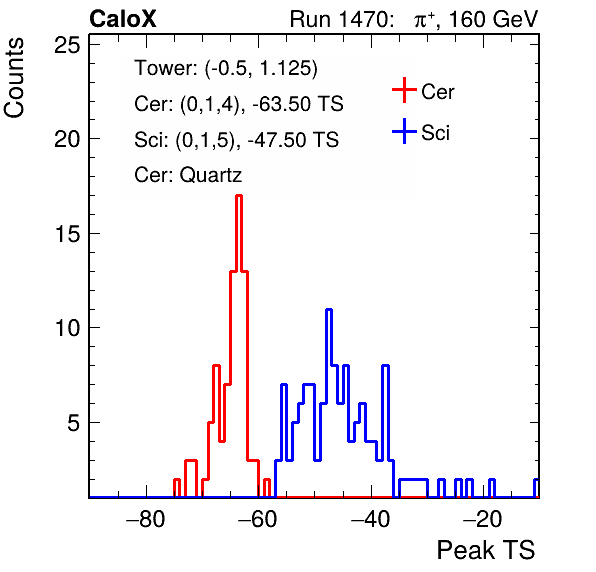 CaloX Run 1470: π⁺, 160 GeV
Counts
25
20
15
10
5
Tower: (-0.5, 1.125)
Cer: (0,1,4), -63.50 TS
Sci: (0,1,5), -47.50 TS
Cer: Quartz
Cer
Sci
−80 −60 −40 −20
Peak TS